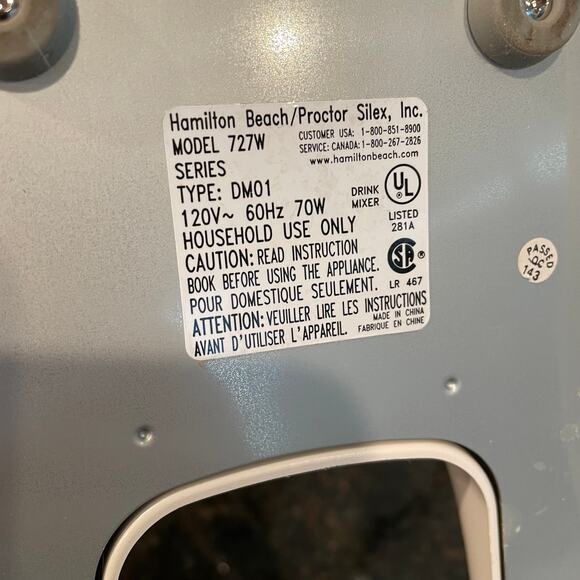 Hamilton Beach/Proctor Silex, Inc.
MODEL 727W
CUSTOMER USA: 1-800-851-8900
SERVICE: CANADA: 1-800-267-2826
www.hamiltonbeach.com
SERIES
TYPE: DM01
DRINK
MIXER
UL
®
LISTED
281A
120V~ 60Hz 70W
HOUSEHOLD USE ONLY
CAUTION: READ INSTRUCTION
BOOK BEFORE USING THE APPLIANCE.
SA ®
LR 467
POUR DOMESTIQUE SEULEMENT.
ATTENTION: VEUILLER LIRE LES INSTRUCTIONS
AVANT D'UTILISER L'APPAREIL.
MADE IN CHINA
FABRIQUE EN CHINE
PASSED
QC
143